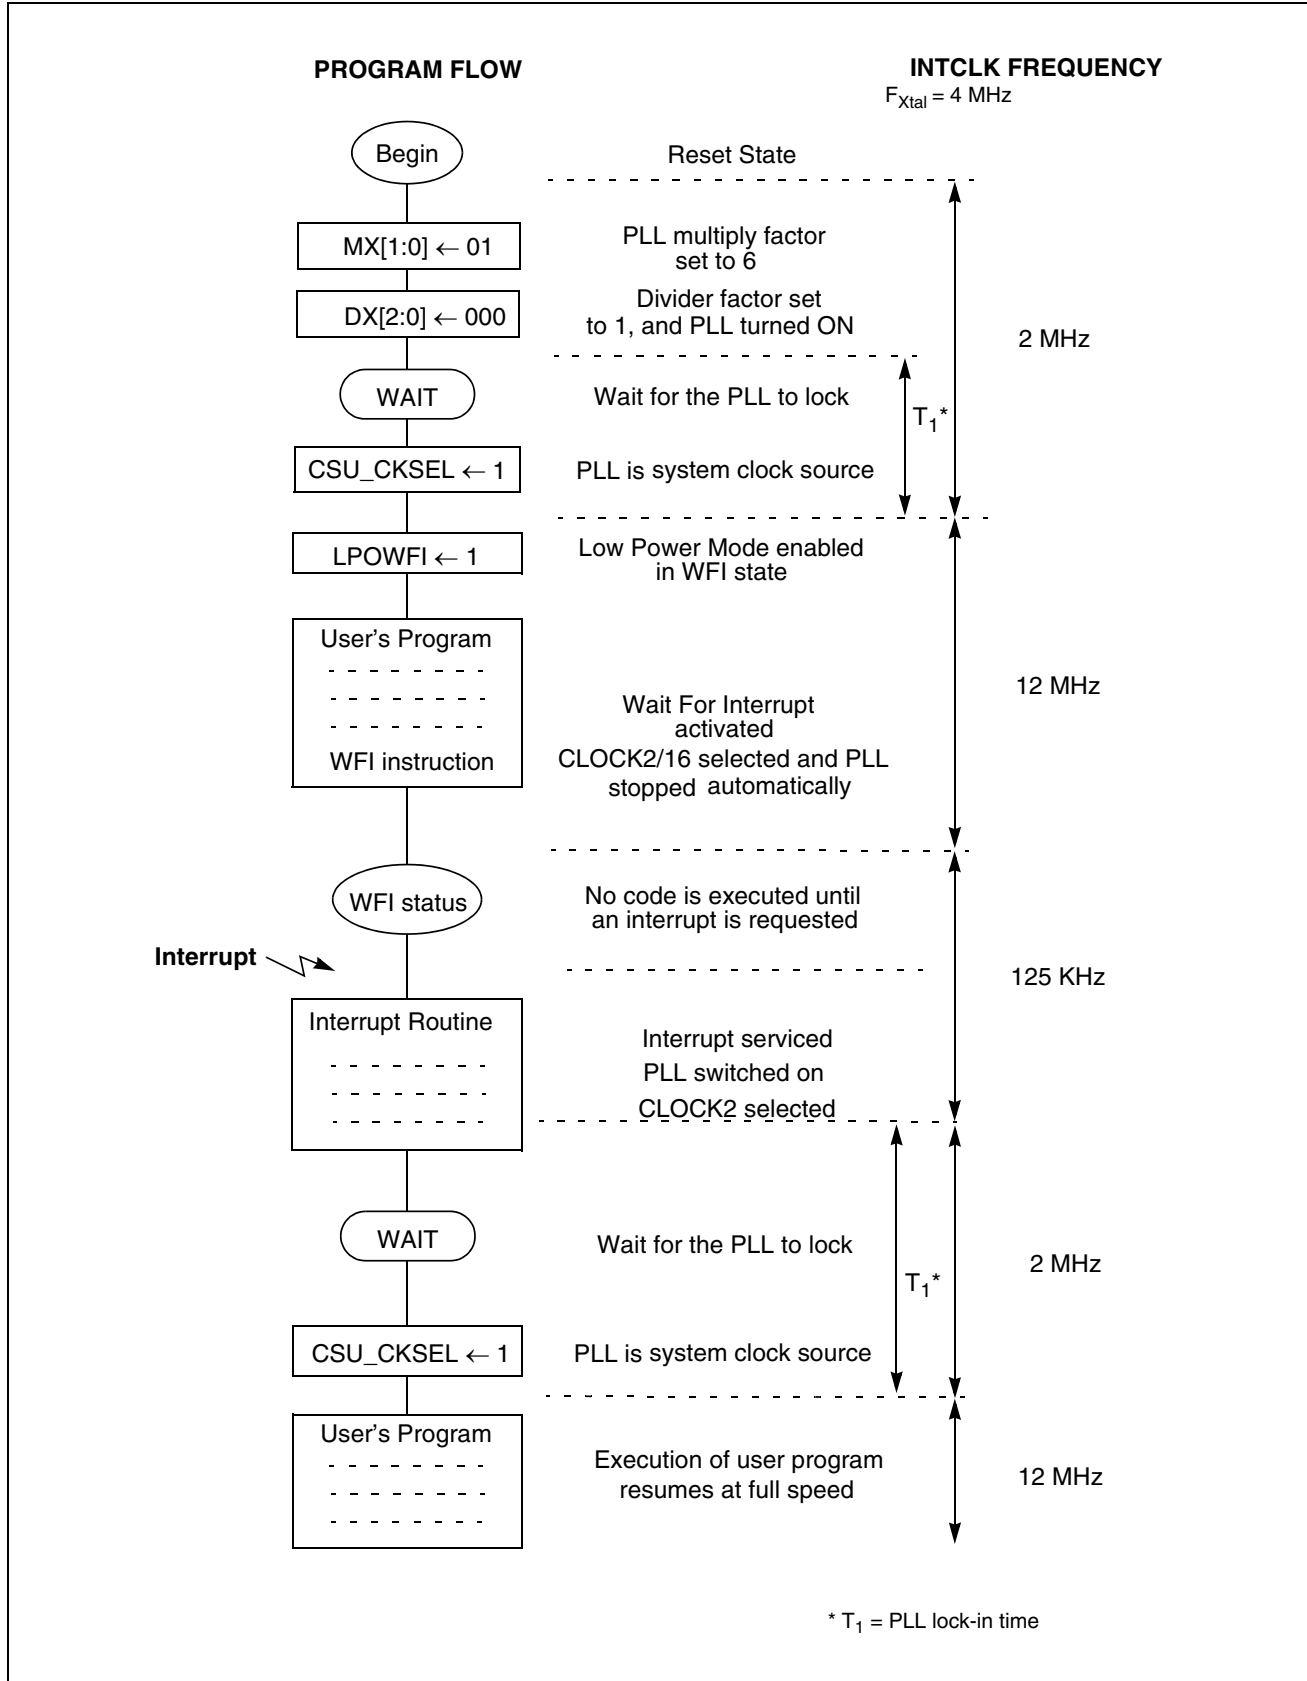 PROGRAM FLOW
INTCLK FREQUENCY
F_Xtal = 4 MHz
Begin
Reset State
MX[1:0] ← 01
PLL multiply factor
set to 6
DX[2:0] ← 000
Divider factor set
to 1, and PLL turned ON
2 MHz
WAIT
Wait for the PLL to lock
T₁*
CSU_CKSEL ← 1
PLL is system clock source
LPOWFI ← 1
Low Power Mode enabled
in WFI state
User's Program
WFI instruction
Wait For Interrupt
activated
CLOCK2/16 selected and PLL
stopped automatically
12 MHz
WFI status
No code is executed until
an interrupt is requested
Interrupt
125 KHz
Interrupt Routine
Interrupt serviced
PLL switched on
CLOCK2 selected
WAIT
Wait for the PLL to lock
T₁*
2 MHz
CSU_CKSEL ← 1
PLL is system clock source
User's Program
Execution of user program
resumes at full speed
12 MHz
* T₁ = PLL lock-in time